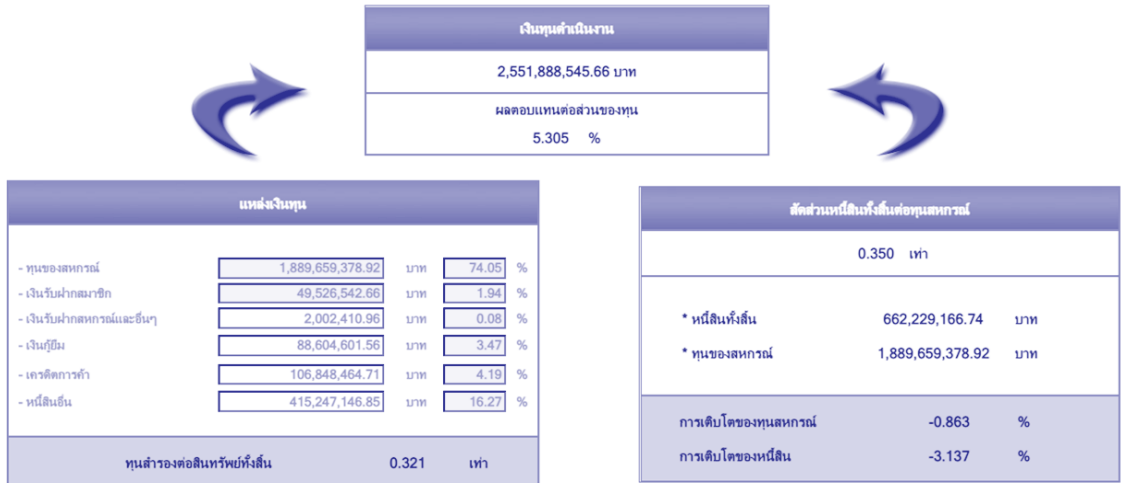 เงินทุนดำเนินงาน
2,551,888,545.66 บาท
ผลตอบแทนต่อส่วนของทุน
5.305 %
แหล่งเงินทุน
- ทุนของสหกรณ์ 1,889,659,378.92 บาท 74.05 %
- เงินรับฝากสมาชิก 49,526,542.66 บาท 1.94 %
- เงินรับฝากสหกรณ์และอื่นๆ 2,002,410.96 บาท 0.08 %
- เงินกู้ยืม 88,604,601.56 บาท 3.47 %
- เครดิตการค้า 106,848,464.71 บาท 4.19 %
- หนี้สินอื่น 415,247,146.85 บาท 16.27 %
ทุนสำรองต่อสินทรัพย์ทั้งสิ้น 0.321 เท่า
สัดส่วนหนี้สินทั้งสิ้นต่อทุนสหกรณ์
0.350 เท่า
* หนี้สินทั้งสิ้น 662,229,166.74 บาท
* ทุนของสหกรณ์ 1,889,659,378.92 บาท
การเติบโตของทุนสหกรณ์ -0.863 %
การเติบโตของหนี้สิน -3.137 %